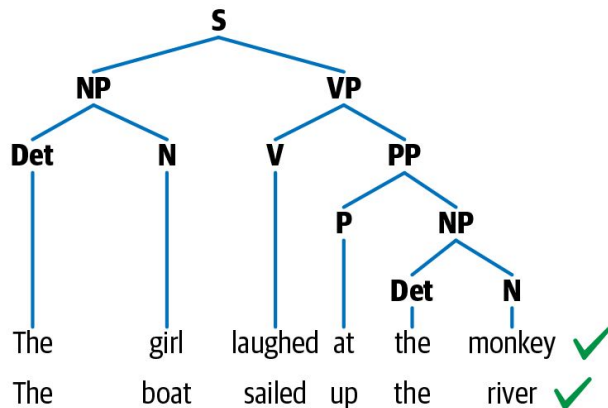 S
NP VP
Det N V PP
P NP
Det N
The girl laughed at the monkey
The boat sailed up the river